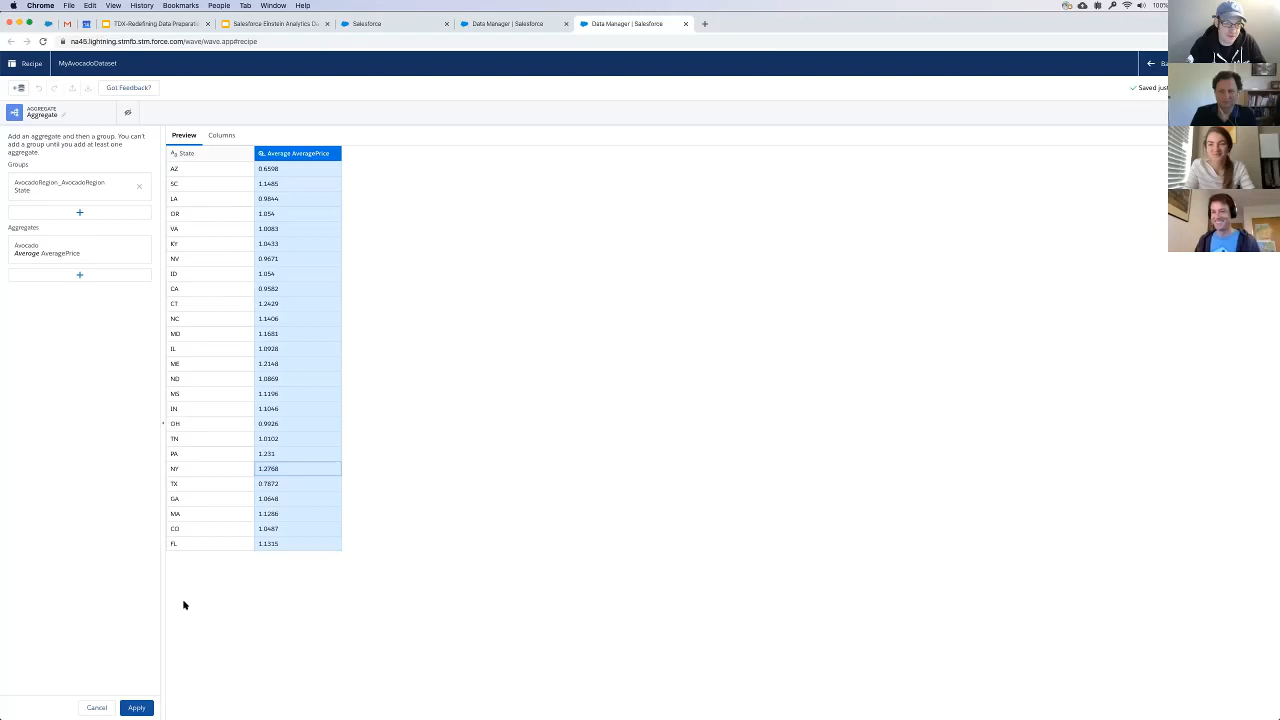 Chrome File Edit View History Bookmarks People Tab Window Help 100%
TDX-Redefining Data Preparati
Salesforce Einstein Analytics D
Salesforce
Data Manager | Salesforce
Data Manager | Salesforce
na45.lightning.stmfb.stm.force.com/wave/wave.app#recipe
Recipe MyAvocadoDataset Ba
Got Feedback? Saved just
AGGREGATE
Aggregate
Add an aggregate and then a group. You can't
add a group until you add at least one
aggregate.
Groups
AvocadoRegion_AvocadoRegion
State
+
Aggregates
Avocado
Average AveragePrice
+
Cancel Apply
Preview Columns
State Average AveragePrice
AZ 0.6598
SC 1.1485
LA 0.9844
OR 1.054
VA 1.0083
KY 1.0433
NV 0.9671
ID 1.054
CA 0.9582
CT 1.2429
NC 1.1406
MD 1.1681
IL 1.0928
ME 1.2148
ND 1.0869
MS 1.1196
IN 1.1046
OH 0.9926
TN 1.0102
PA 1.231
NY 1.2768
TX 0.7872
GA 1.0648
MA 1.1286
CO 1.0487
FL 1.1315